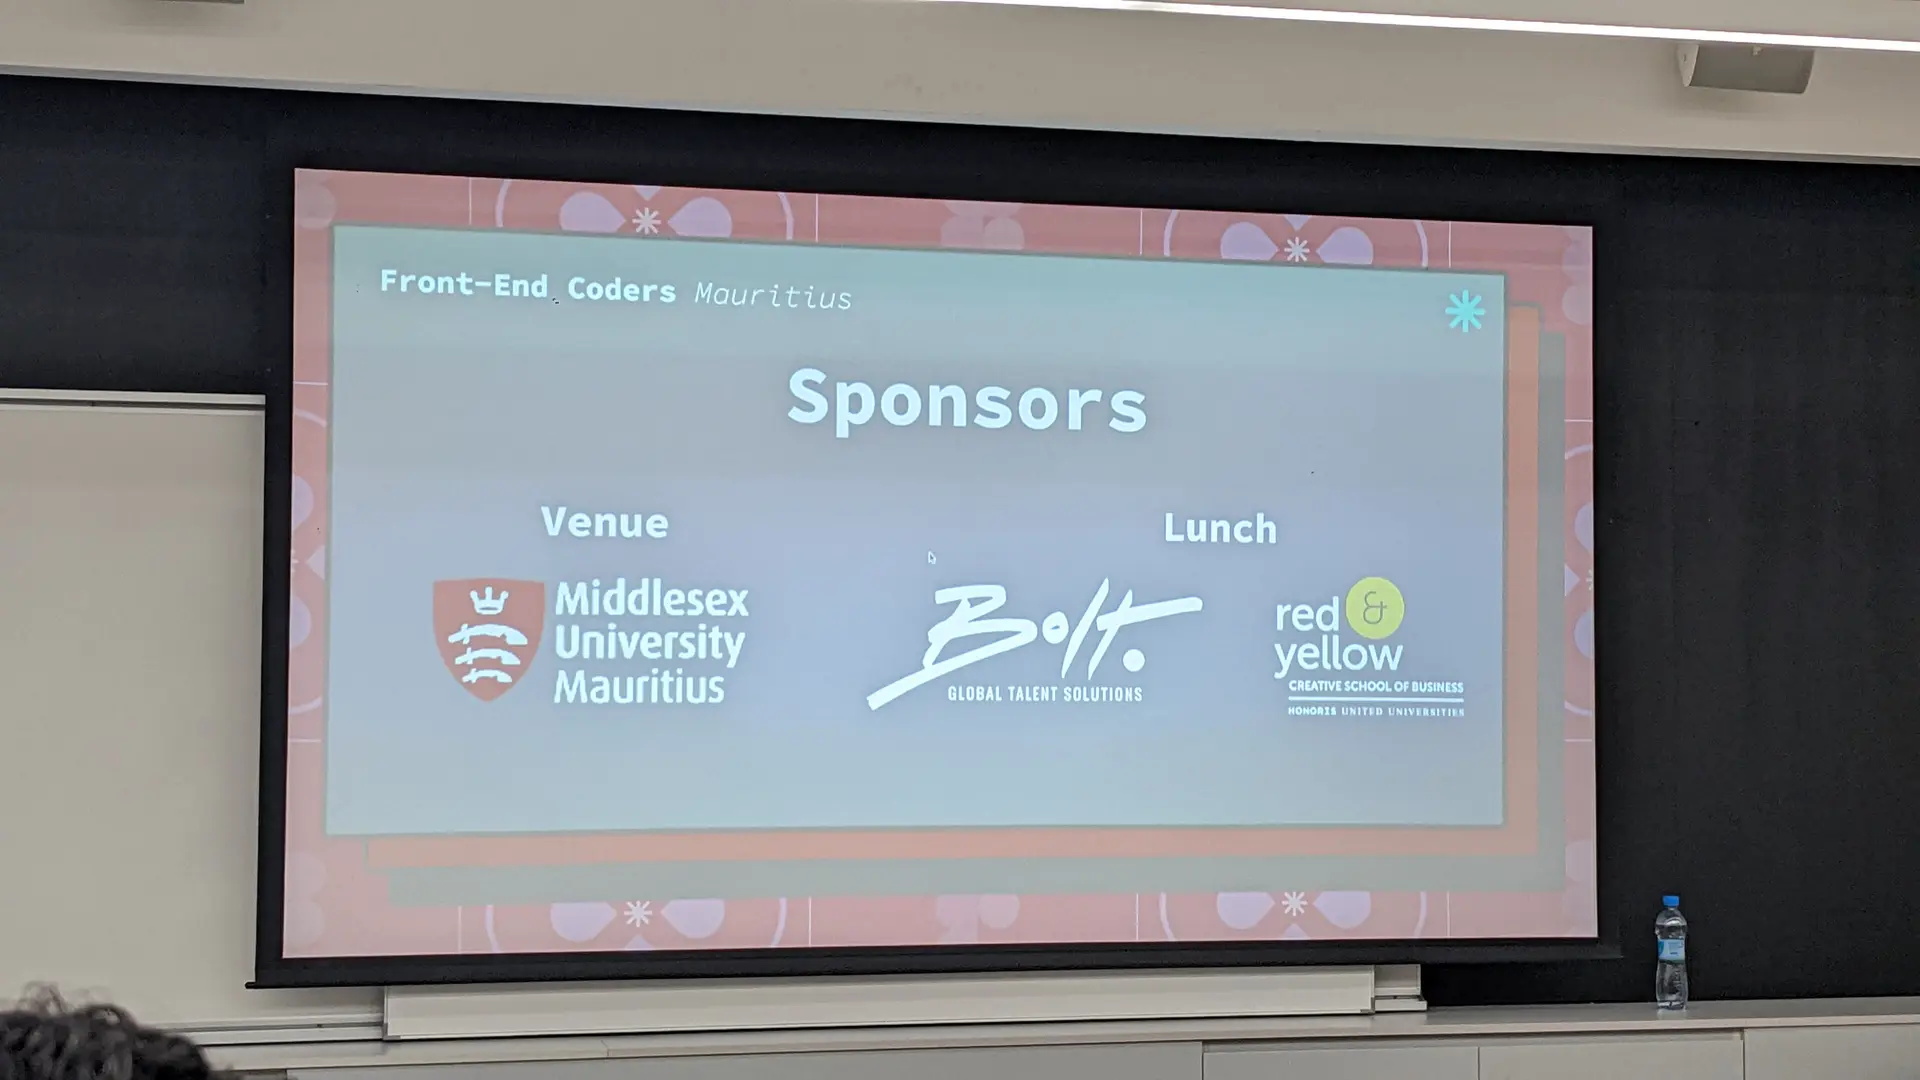 Front-End Coders Mauritius
Sponsors
Venue
Lunch
Middlesex
University
Mauritius
Bolt.
GLOBAL TALENT SOLUTIONS
red &
yellow
CREATIVE SCHOOL OF BUSINESS
HONORIS UNITED UNIVERSITIES